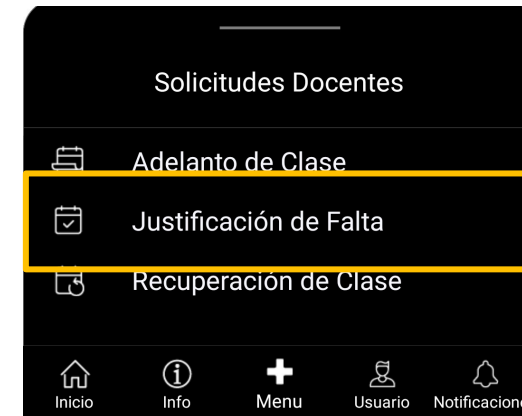 Solicitudes Docentes
Adelanto de Clase
Justificación de Falta
Recuperación de Clase
Inicio Info Menu Usuario Notificacione